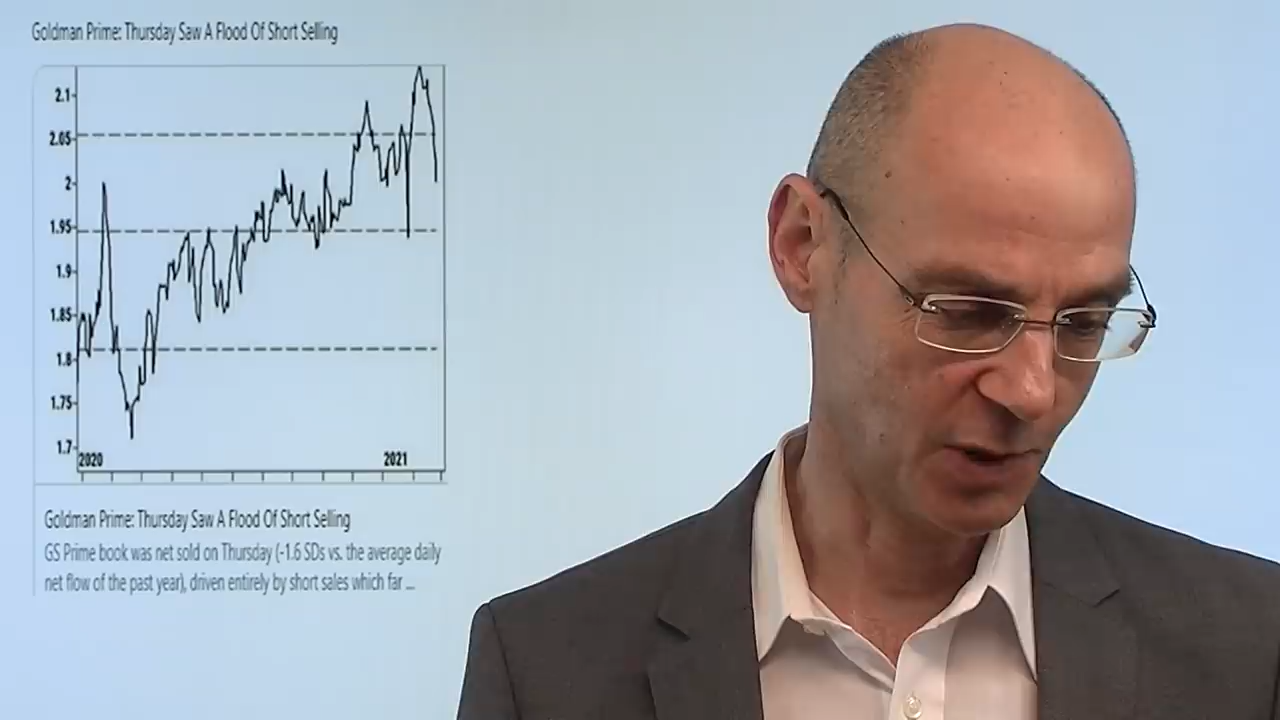 Goldman Prime: Thursday Saw A Flood Of Short Selling
2.1
2.05
2
1.95
1.9
1.85
1.8
1.75
1.7
2020
2021
Goldman Prime: Thursday Saw A Flood Of Short Selling
GS Prime book was net sold on Thursday (-1.6 SDs vs. the average daily
net flow of the past year), driven entirely by short sales which far ...